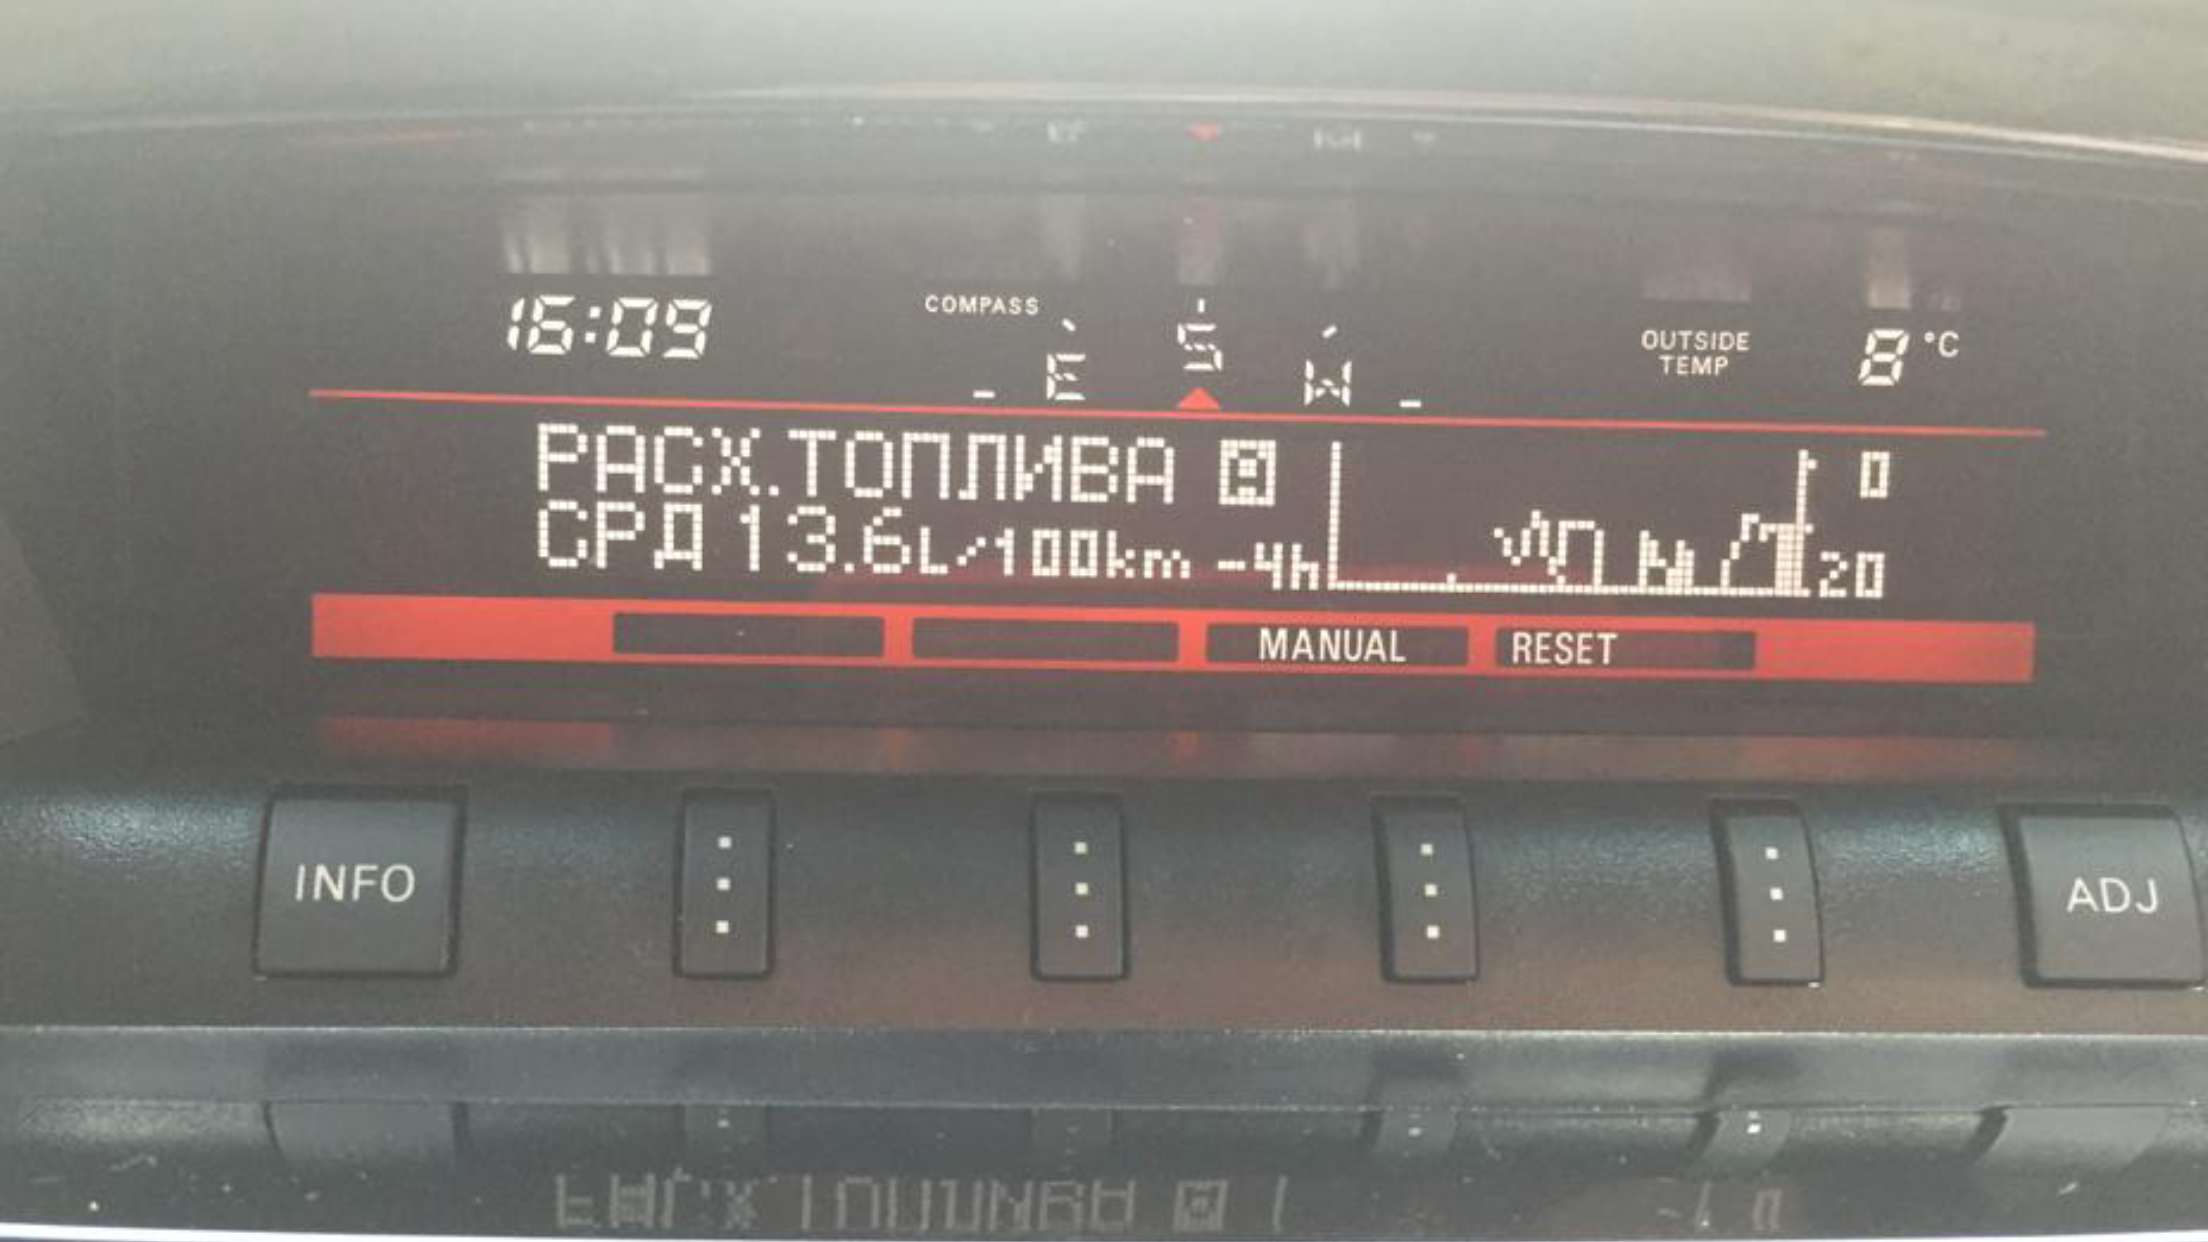 16:09
COMPASS
E S W
OUTSIDE
TEMP
8 °C
РАСХ.ТОПЛИВА A
СРД 13.6L/100km -4h
0
20
MANUAL
RESET
INFO
ADJ